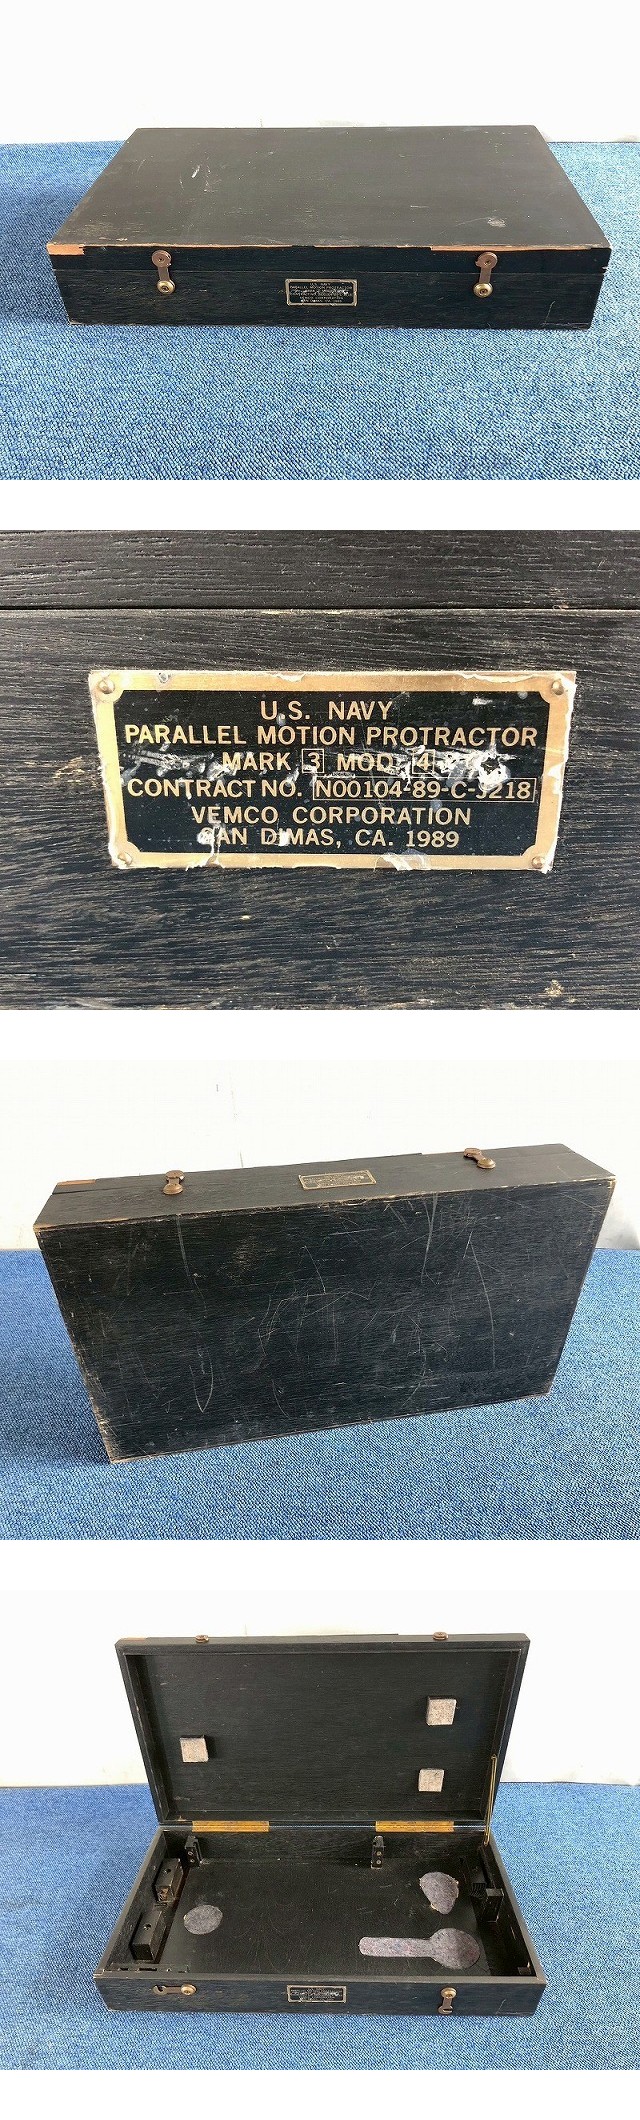 U.S. NAVY
PARALLEL MOTION PROTRACTOR
MARK 3 MOD. 4
CONTRACT NO. N00104-89-C-J218
VEMCO CORPORATION
SAN DIMAS, CA. 1989